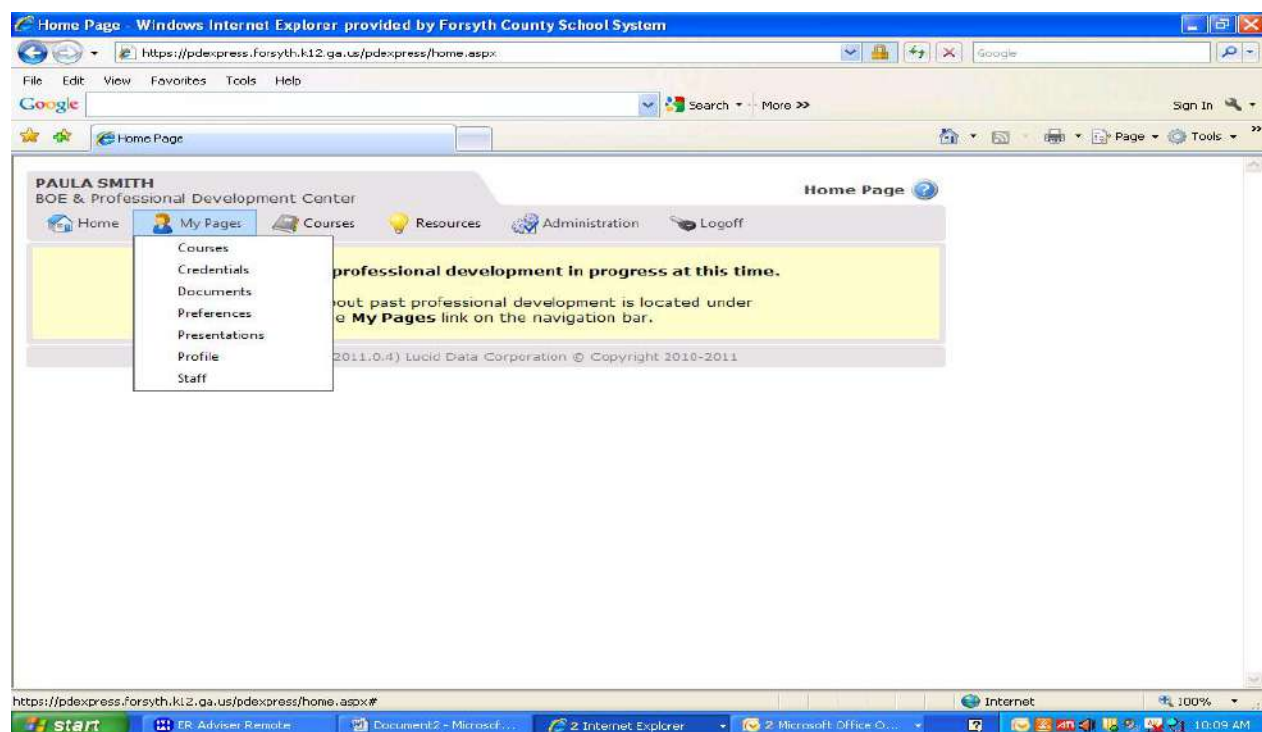 Home Page - Windows Internet Explorer provided by Forsyth County School System
https://pdexpress.forsyth.k12.ga.us/pdexpress/home.aspx
Google
File Edit View Favorites Tools Help
Google Search More >> Sign In
Home Page Page Tools
PAULA SMITH
BOE & Professional Development Center
Home Page
Home My Pages Courses Resources Administration Logoff
Courses
Credentials
Documents
Preferences
Presentations
Profile
Staff
professional development in progress at this time.
out past professional development is located under
e My Pages link on the navigation bar.
2011.0.4) Lucid Data Corporation © Copyright 2010-2011
https://pdexpress.forsyth.k12.ga.us/pdexpress/home.aspx#
Internet 100%
start ER Adviser Remote Document2 - Microsof... 2 Internet Explorer 2 Microsoft Office O... 10:09 AM